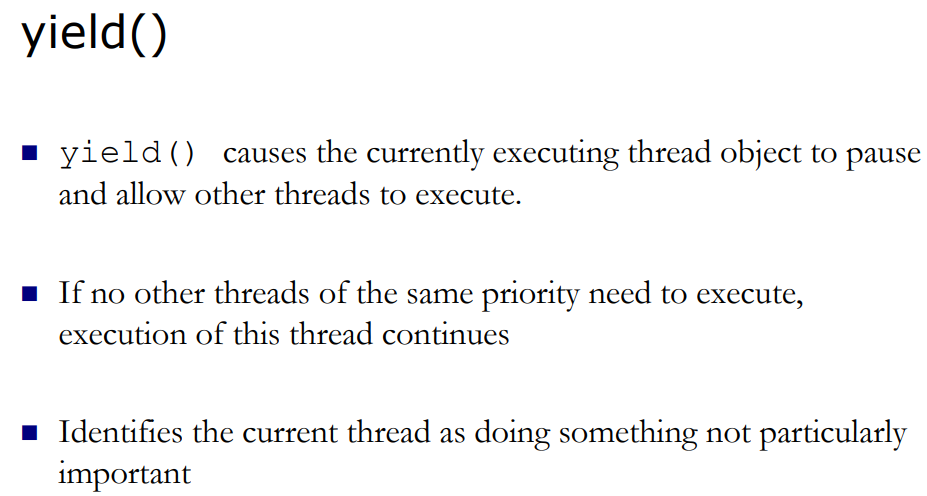 yield()
■ yield() causes the currently executing thread object to pause
and allow other threads to execute.
■ If no other threads of the same priority need to execute,
execution of this thread continues
■ Identifies the current thread as doing something not particularly
important